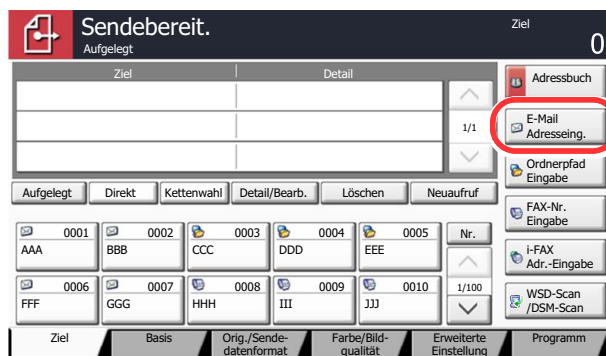 Sendebereit.
Aufgelegt
Ziel
0
Ziel
Detail
1/1
Adressbuch
E-Mail
Adresseing.
Ordnerpfad
Eingabe
FAX-Nr.
Eingabe
i-FAX
Adr.-Eingabe
WSD-Scan
/DSM-Scan
Aufgelegt
Direkt
Kettenwahl
Detail/Bearb.
Löschen
Neuaufruf
0001
AAA
0002
BBB
0003
CCC
0004
DDD
0005
EEE
Nr.
0006
FFF
0007
GGG
0008
HHH
0009
III
0010
JJJ
1/100
Ziel
Basis
Orig./Sende-
datenformat
Farbe/Bild-
qualität
Erweiterte
Einstellung
Programm